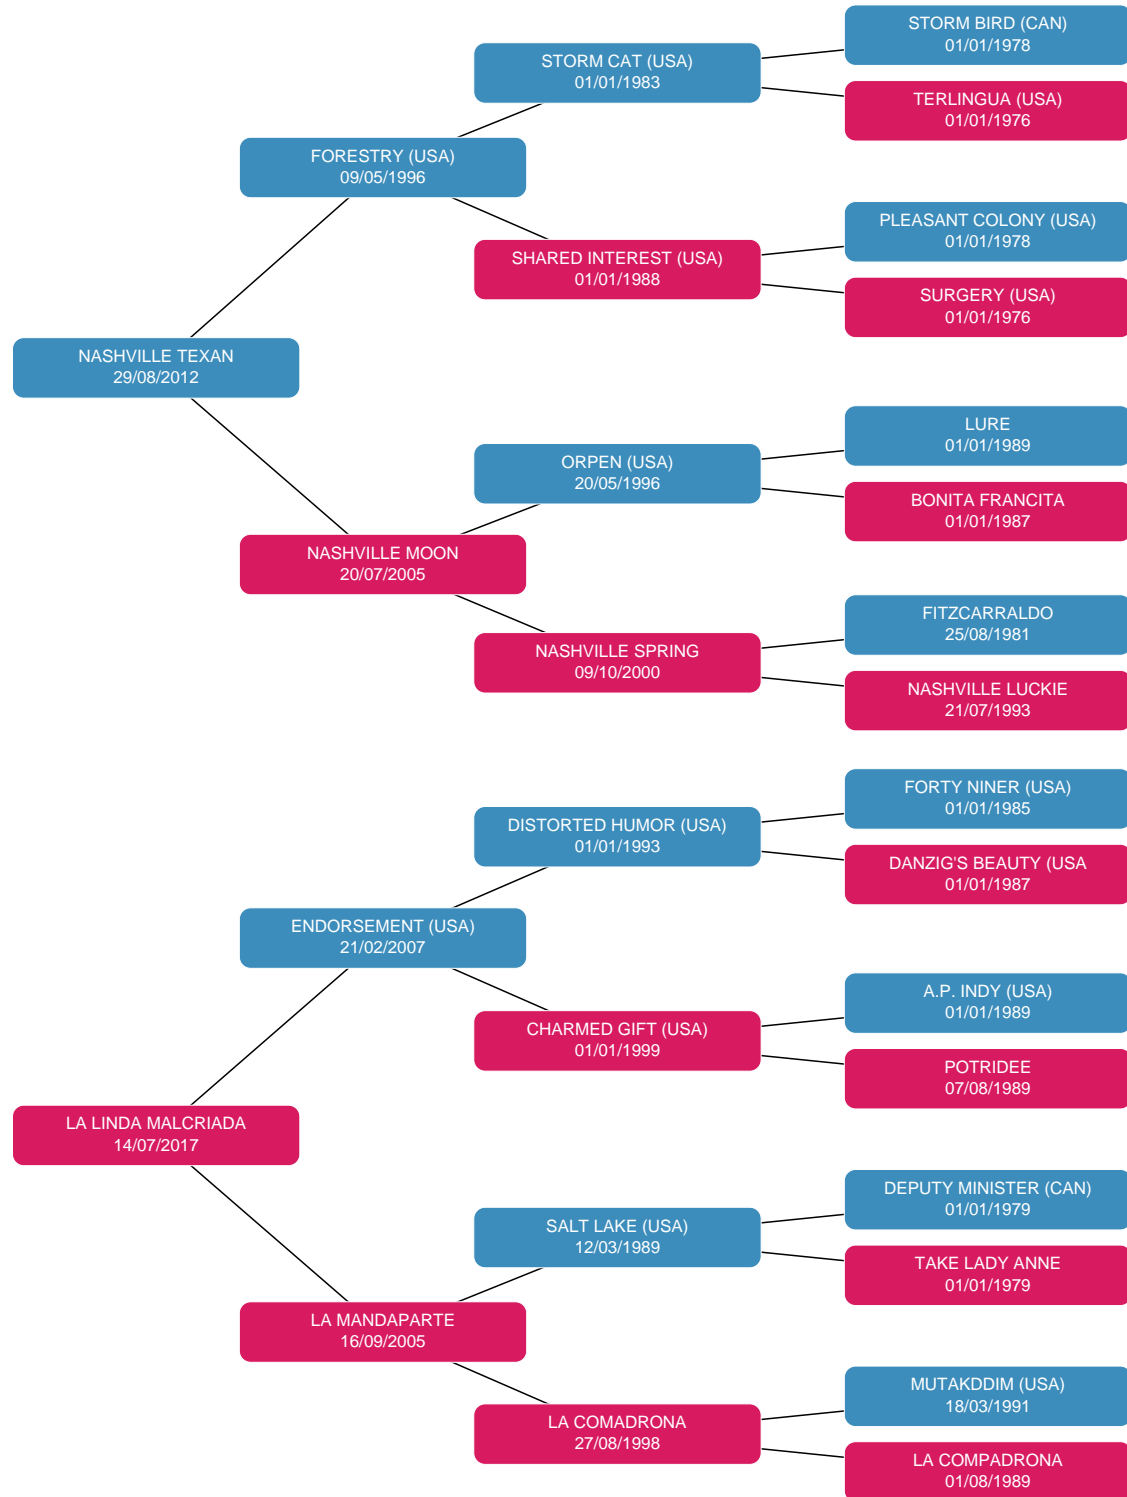 STORM BIRD (CAN)
01/01/1978
STORM CAT (USA)
01/01/1983
TERLINGUA (USA)
01/01/1976
FORESTRY (USA)
09/05/1996
PLEASANT COLONY (USA)
01/01/1978
SHARED INTEREST (USA)
01/01/1988
SURGERY (USA)
01/01/1976
NASHVILLE TEXAN
29/08/2012
LURE
01/01/1989
ORPEN (USA)
20/05/1996
BONITA FRANCITA
01/01/1987
NASHVILLE MOON
20/07/2005
FITZCARRALDO
25/08/1981
NASHVILLE SPRING
09/10/2000
NASHVILLE LUCKIE
21/07/1993
FORTY NINER (USA)
01/01/1985
DISTORTED HUMOR (USA)
01/01/1993
DANZIG'S BEAUTY (USA
01/01/1987
ENDORSEMENT (USA)
21/02/2007
A.P. INDY (USA)
01/01/1989
CHARMED GIFT (USA)
01/01/1999
POTRIDEE
07/08/1989
LA LINDA MALCRIADA
14/07/2017
DEPUTY MINISTER (CAN)
01/01/1979
SALT LAKE (USA)
12/03/1989
TAKE LADY ANNE
01/01/1979
LA MANDAPARTE
16/09/2005
MUTAKDDIM (USA)
18/03/1991
LA COMADRONA
27/08/1998
LA COMPADRONA
01/08/1989